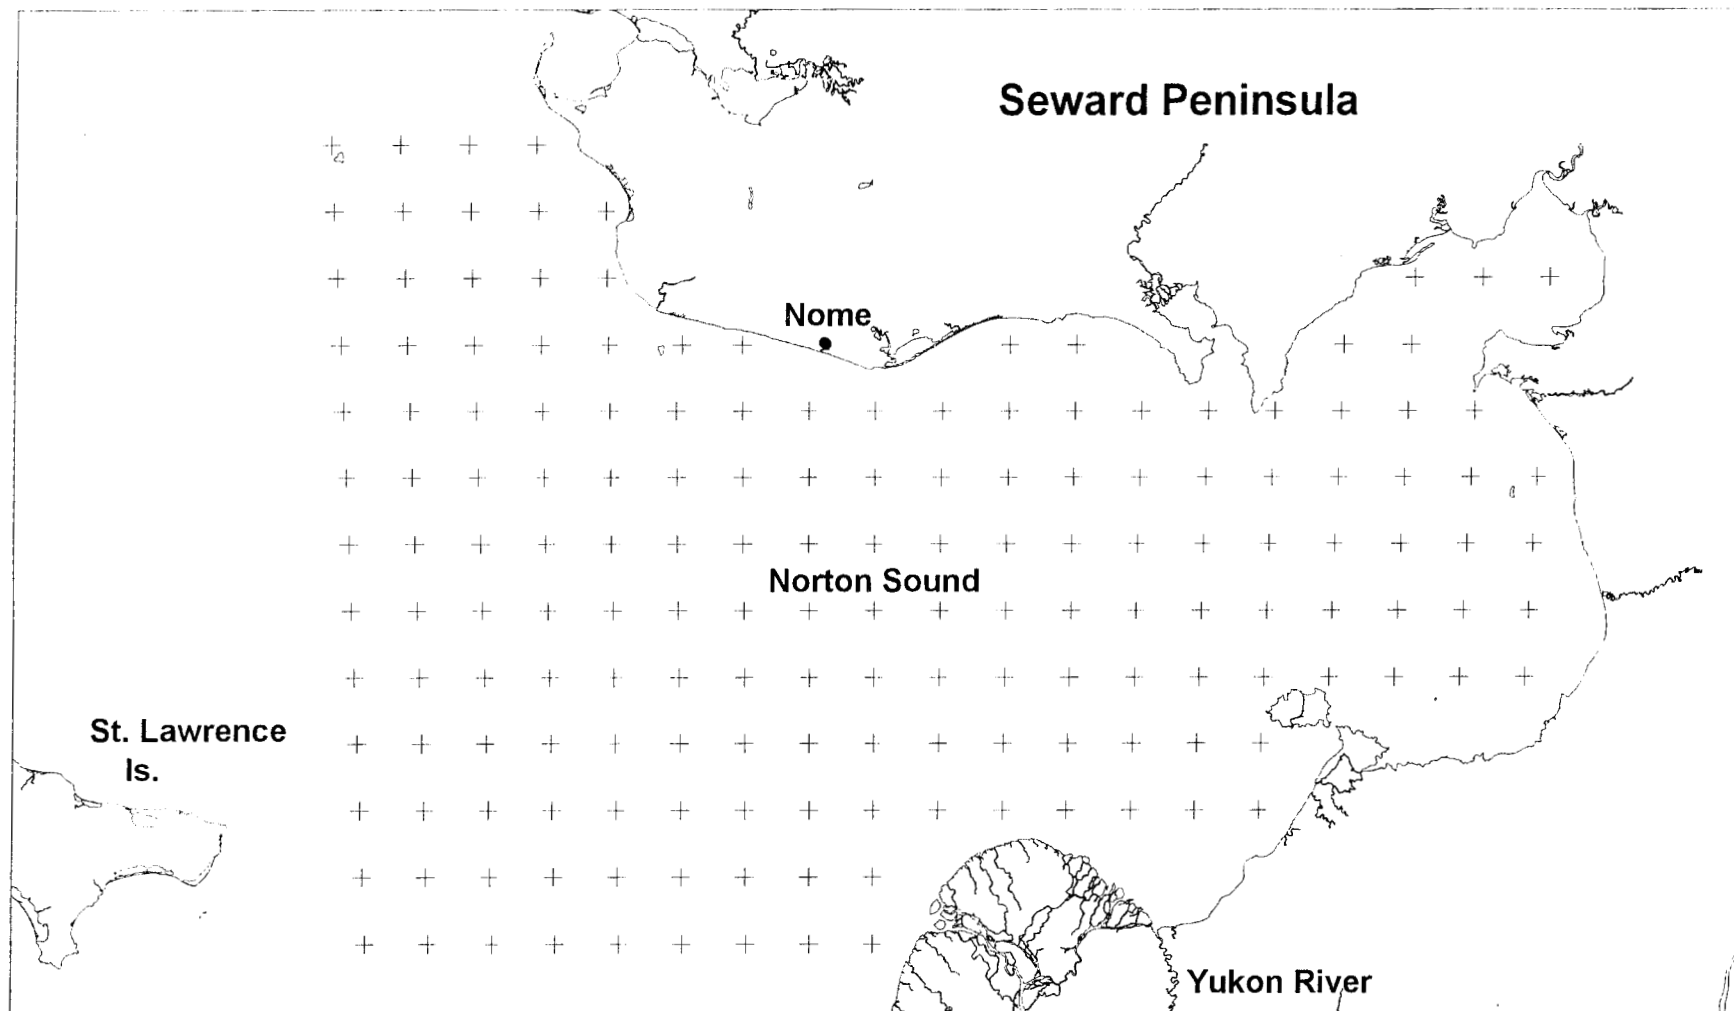 Seward Peninsula
Nome
Norton Sound
St. Lawrence
Is.
Yukon River